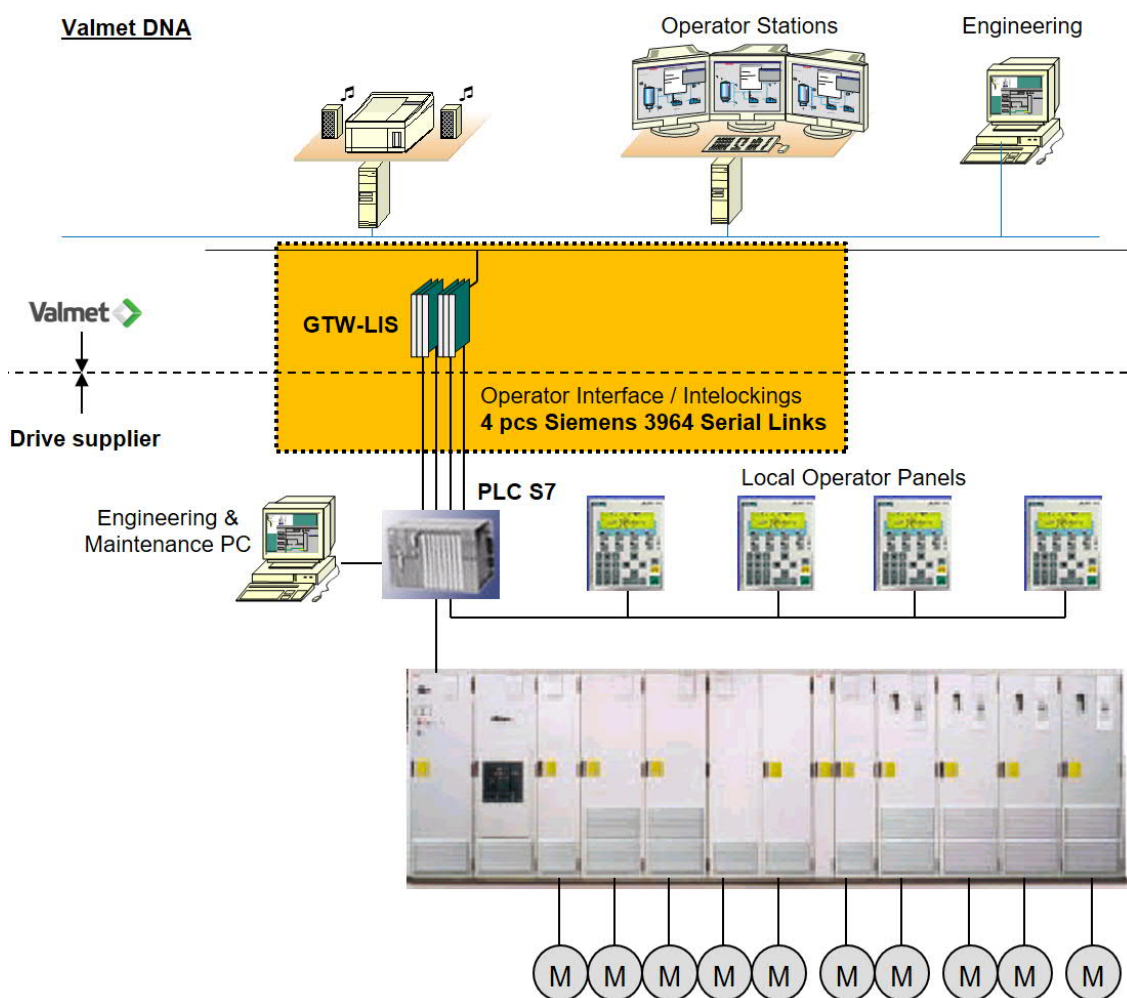 Valmet DNA
Operator Stations
Engineering
Valmet
GTW-LIS
Operator Interface / Intelockings
4 pcs Siemens 3964 Serial Links
Drive supplier
PLC S7
Local Operator Panels
Engineering &
Maintenance PC
M M M M M M M M M M